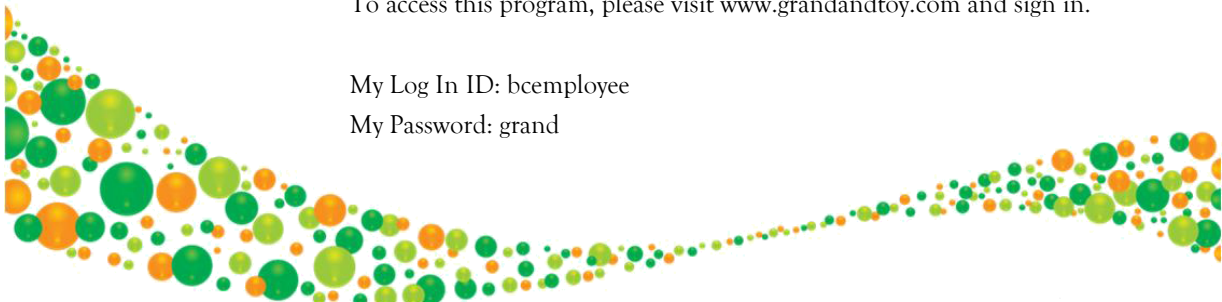 To access this program, please visit www.grandandtoy.com and sign in.
My Log In ID: bcemployee
My Password: grand